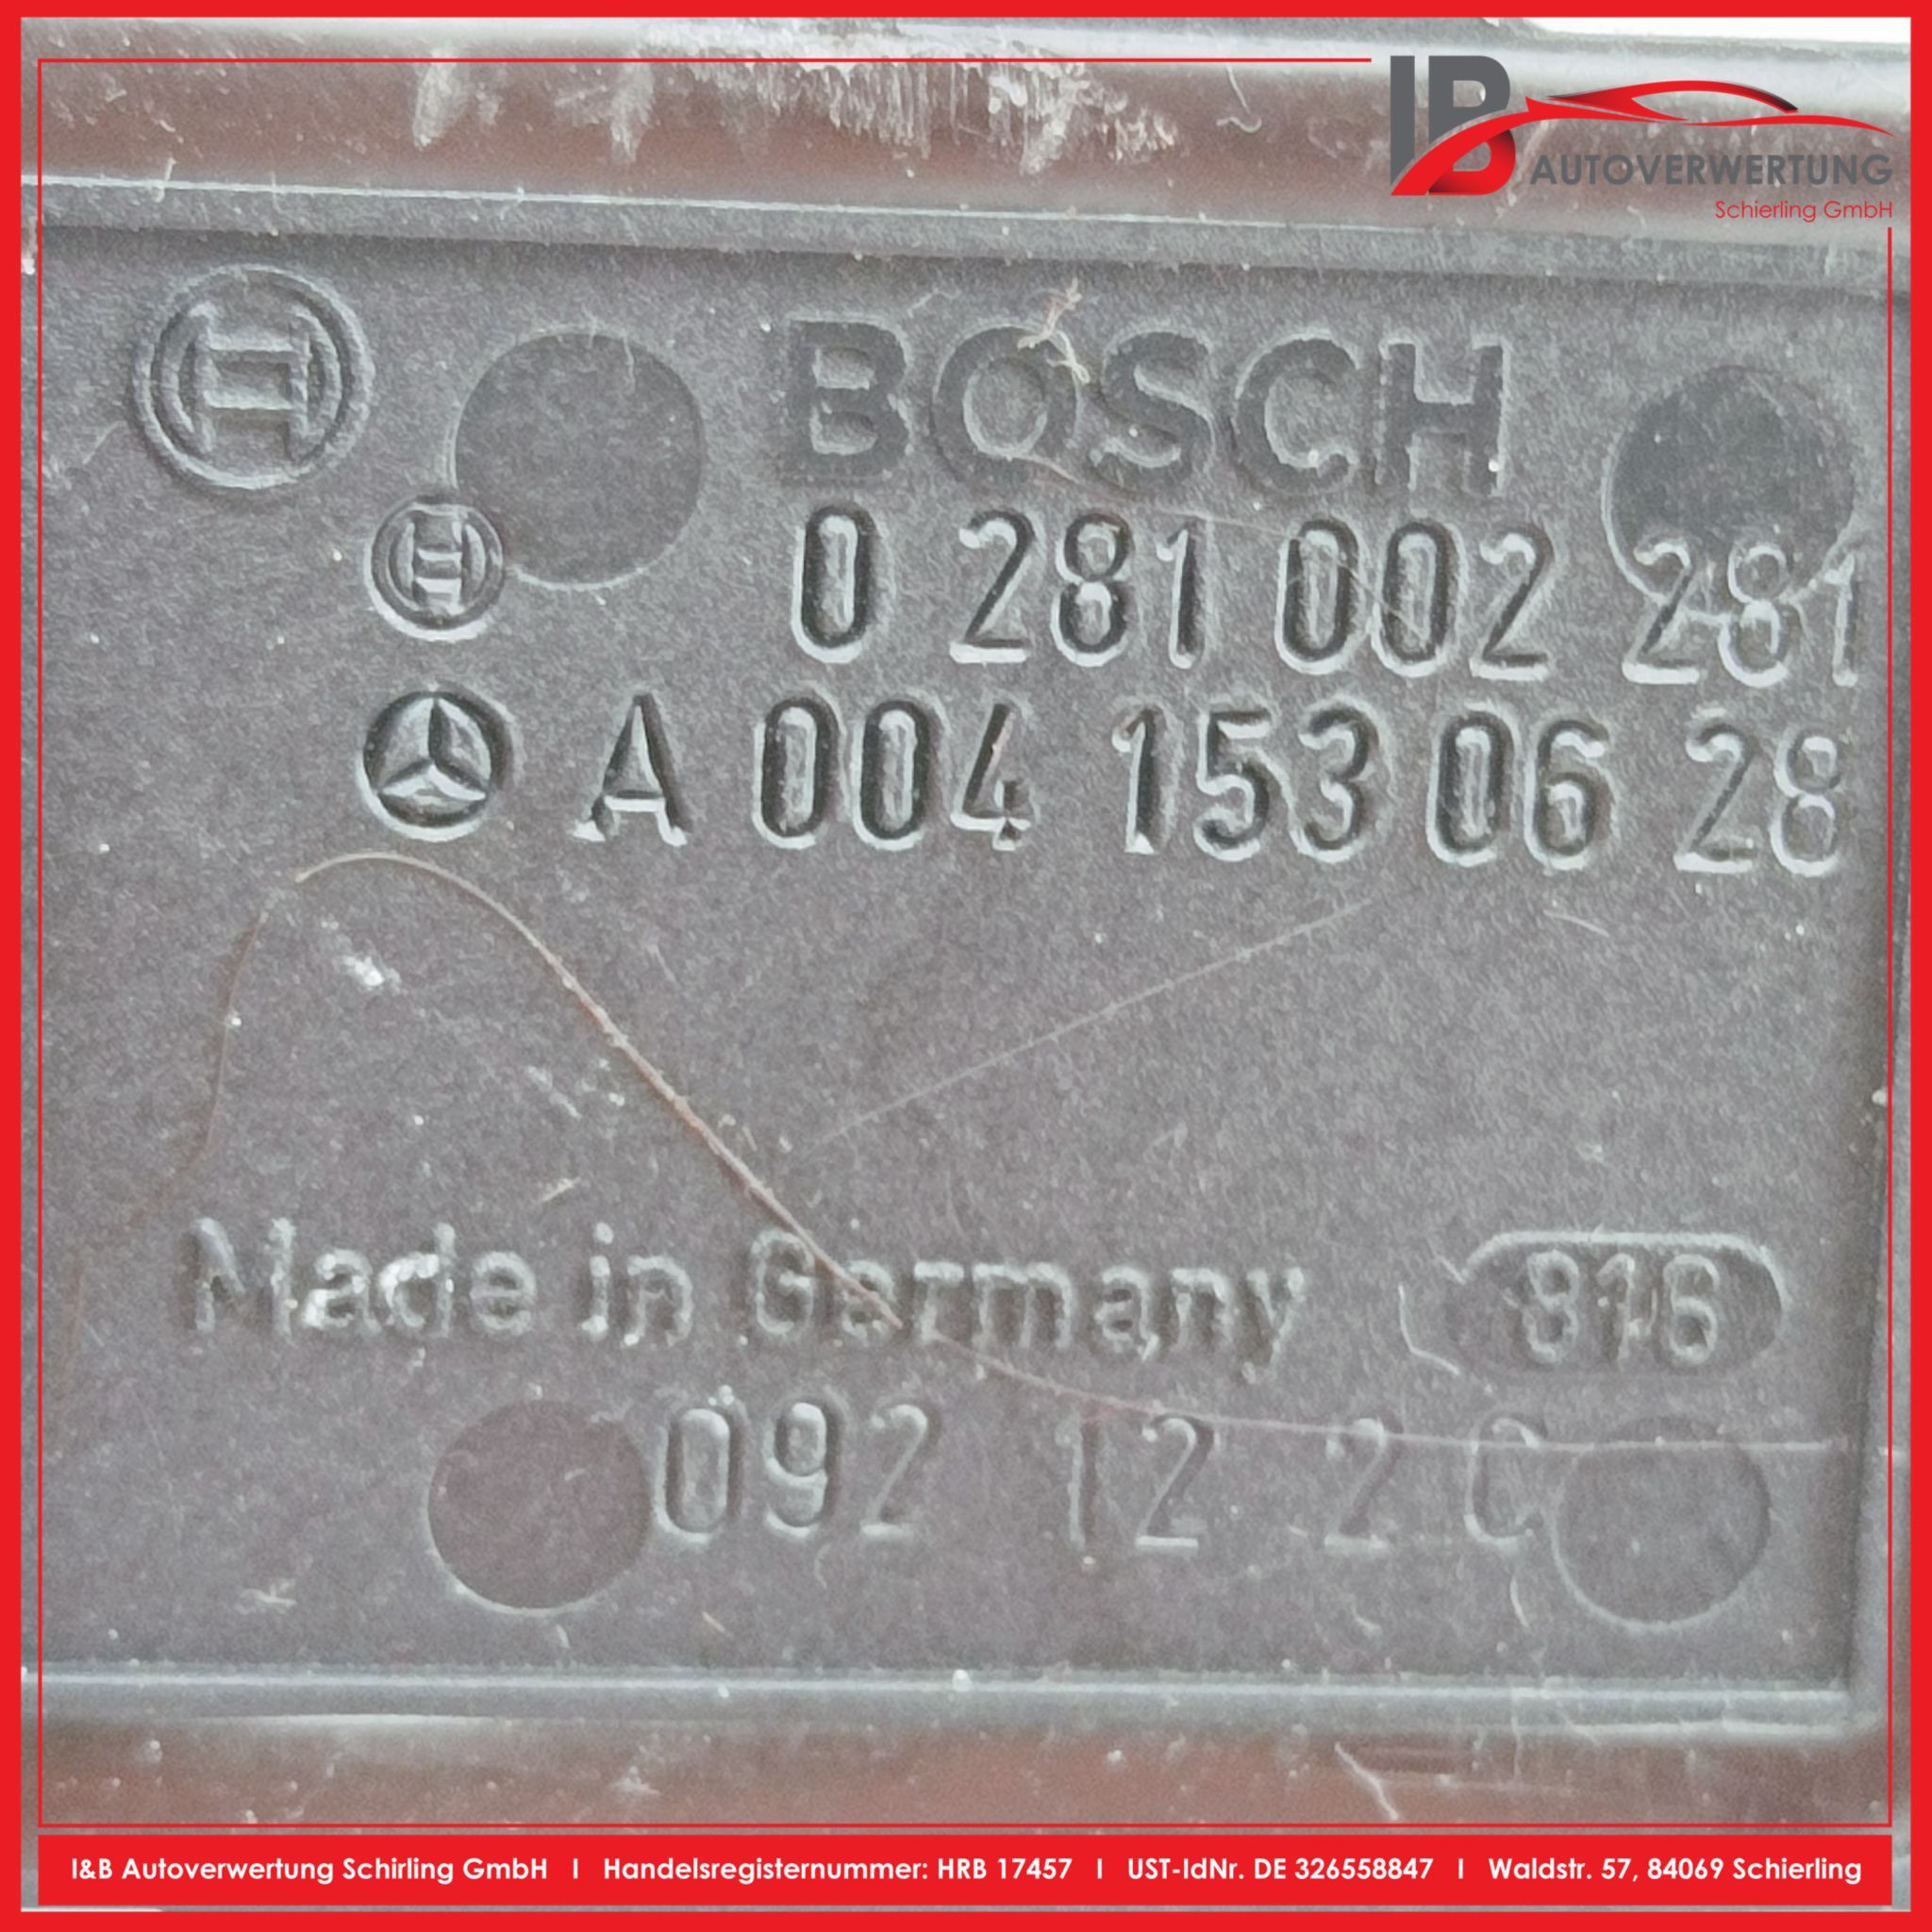 IB
AUTOVERWERTUNG
Schierling GmbH
BOSCH
0 281 002 281
A 004 153 06 28
Made in Germany
816
092 12 2 0
I&B Autoverwertung Schirling GmbH I Handelsregisternummer: HRB 17457 I UST-IdNr. DE 326558847 I Waldstr. 57, 84069 Schierling